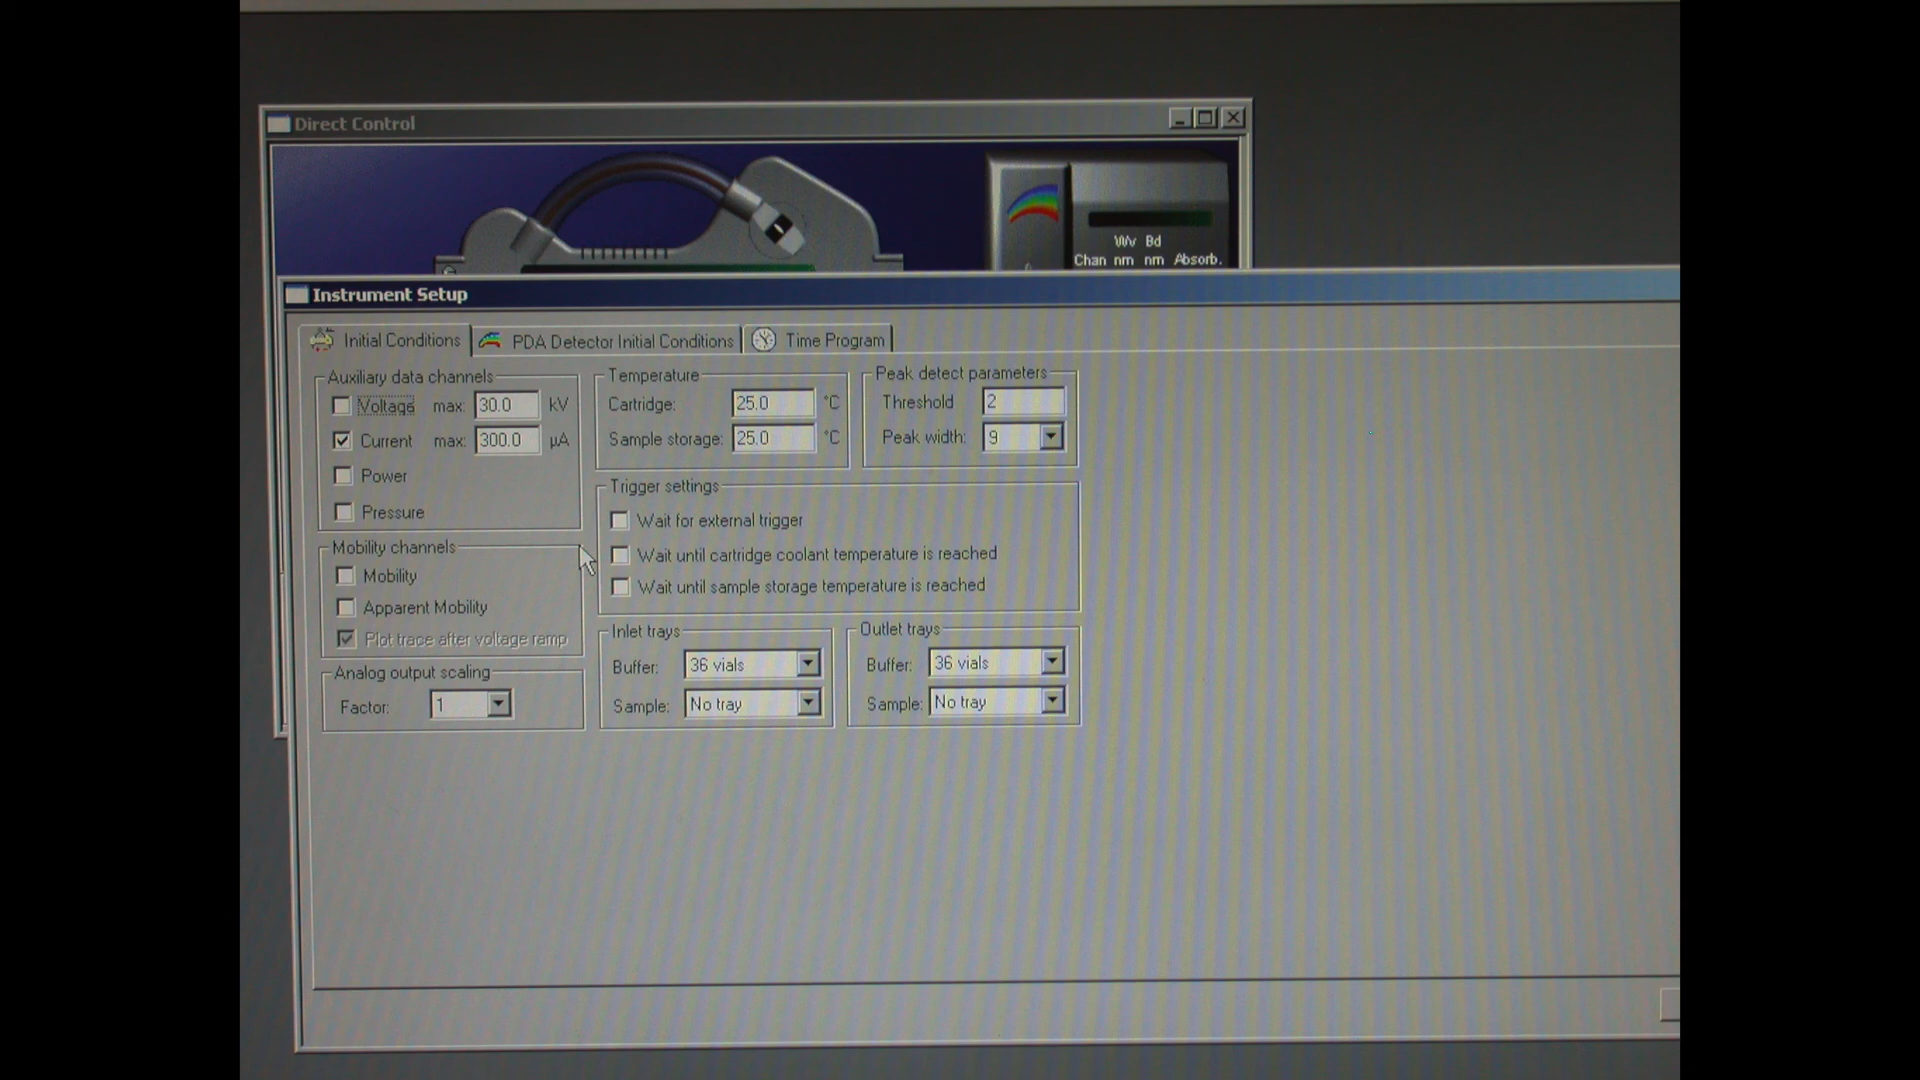 Direct Control
Wv Bd
Chan nm nm Absorb.
Instrument Setup
Initial Conditions PDA Detector Initial Conditions Time Program
Auxiliary data channels
Voltage max: 30.0 kV
Current max: 300.0 µA
Power
Pressure
Temperature
Cartridge: 25.0 °C
Sample storage: 25.0 °C
Peak detect parameters
Threshold 2
Peak width: 9
Trigger settings
Wait for external trigger
Wait until cartridge coolant temperature is reached
Wait until sample storage temperature is reached
Mobility channels
Mobility
Apparent Mobility
Plot trace after voltage ramp
Analog output scaling
Factor: 1
Inlet trays
Buffer: 36 vials
Sample: No tray
Outlet trays
Buffer: 36 vials
Sample: No tray